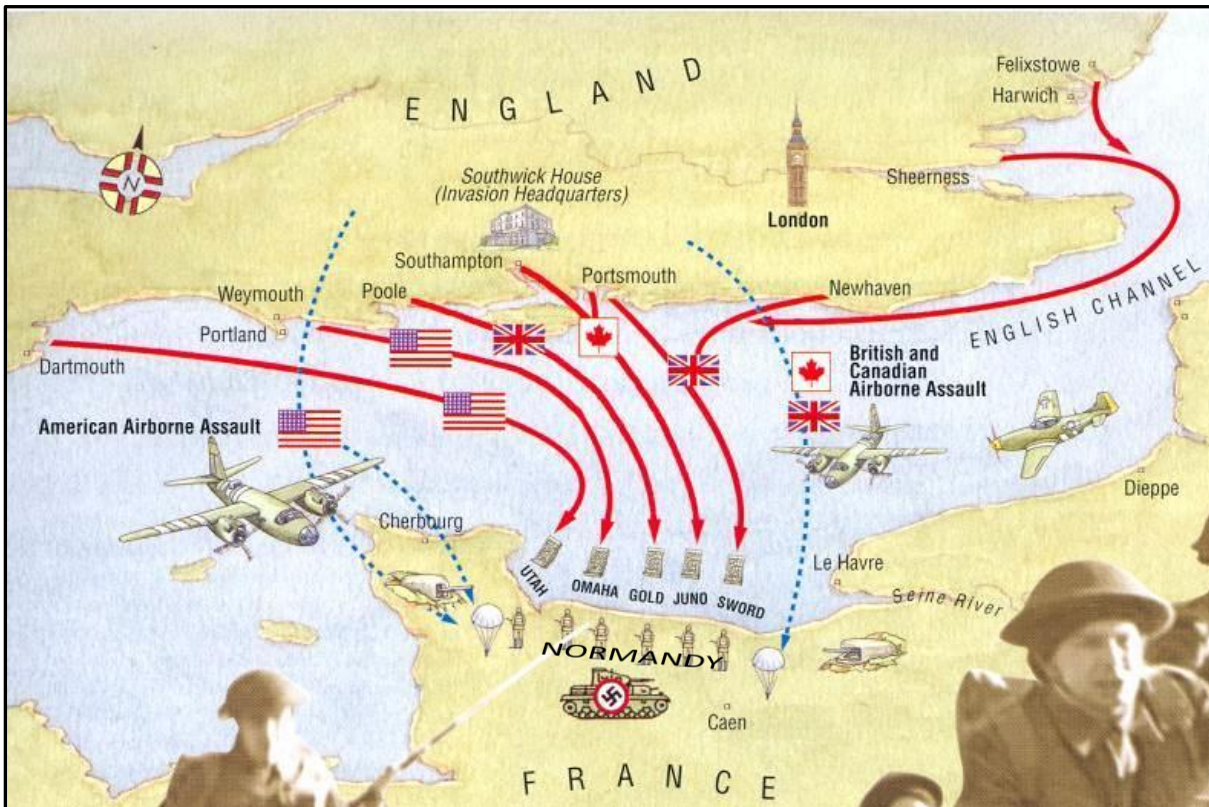 ENGLAND
Felixstowe
Harwich
N
Southwick House
(Invasion Headquarters)
Sheerness
London
Southampton
Portsmouth
Weymouth
Poole
Newhaven
Portland
ENGLISH CHANNEL
Dartmouth
British and
Canadian
Airborne Assault
American Airborne Assault
Dieppe
Cherbourg
Le Havre
UTAH
OMAHA
GOLD
JUNO
SWORD
Seine River
NORMANDY
Caen
FRANCE